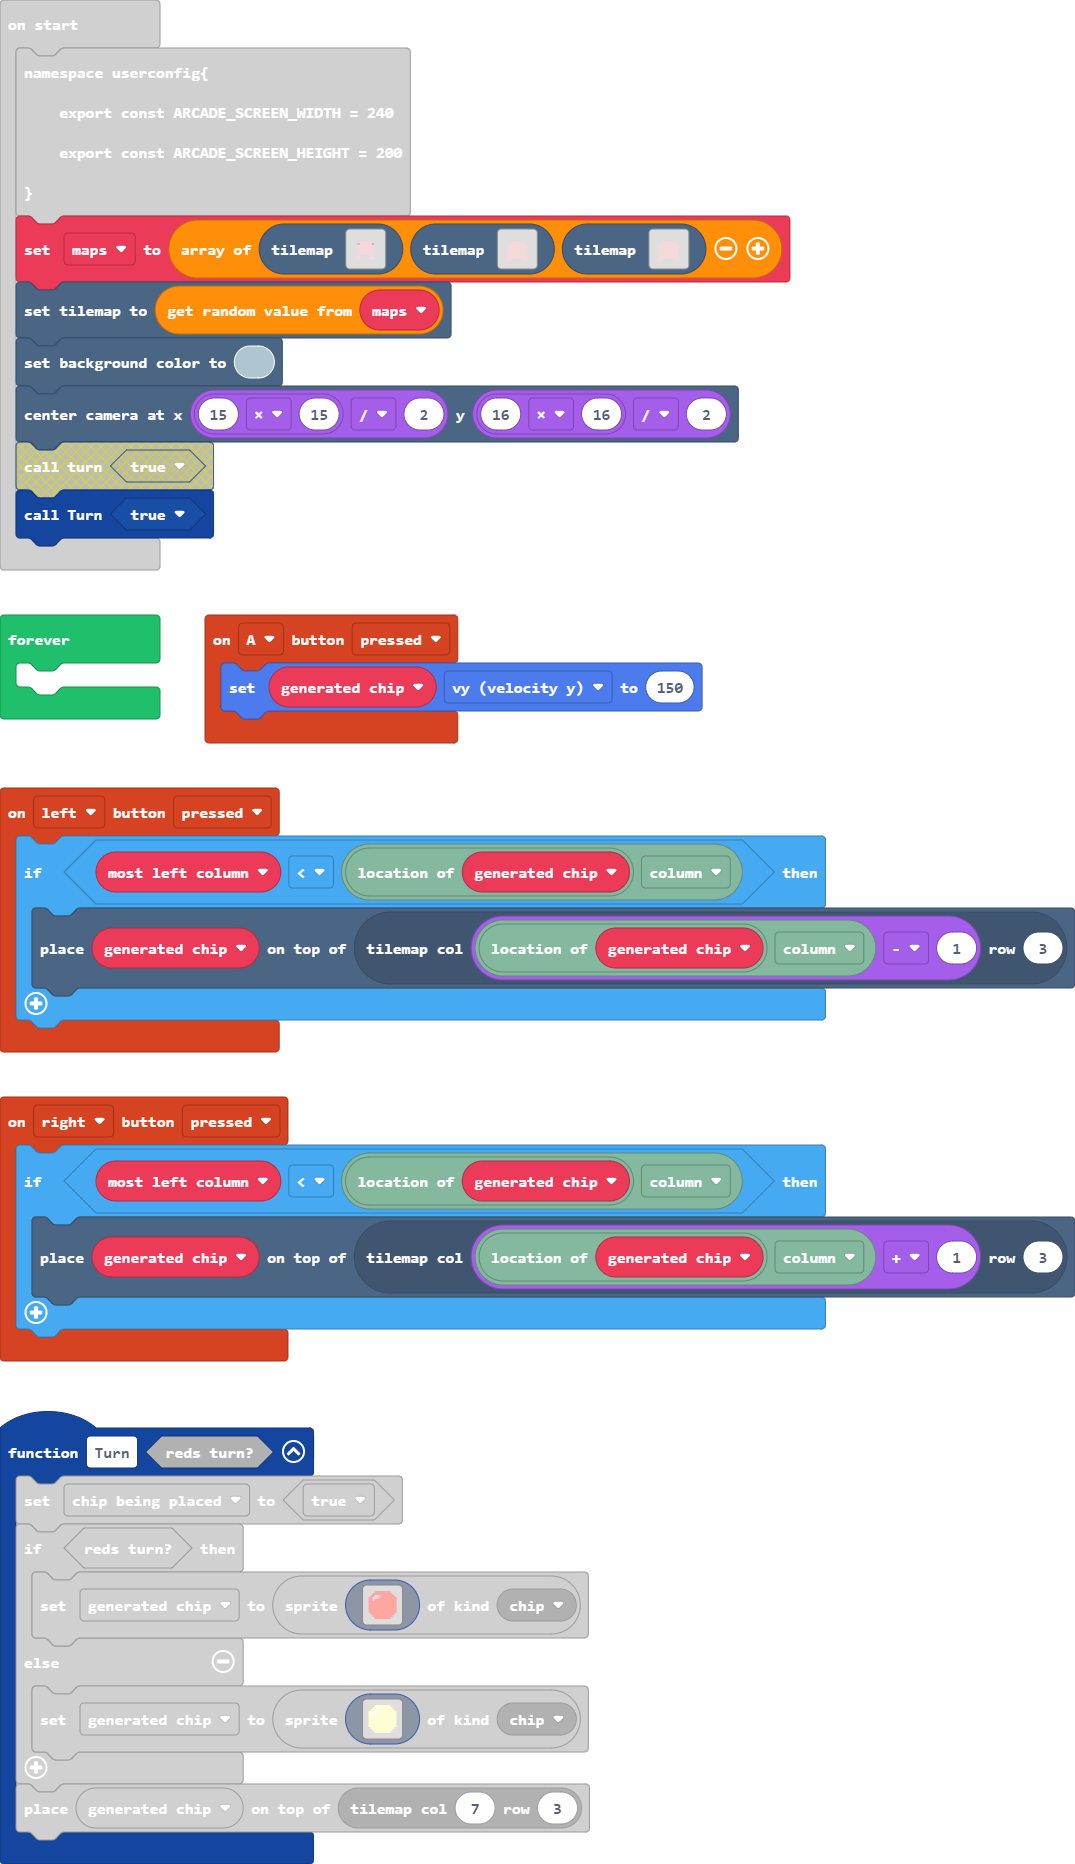 on start
namespace userconfig{
export const ARCADE_SCREEN_WIDTH = 240
export const ARCADE_SCREEN_HEIGHT = 200
}
set maps to array of tilemap tilemap tilemap
set tilemap to get random value from maps
set background color to
center camera at x 15 × 15 / 2 y 16 × 16 / 2
call turn true
call Turn true
forever
on A button pressed
set generated chip vy (velocity y) to 150
on left button pressed
if most left column < location of generated chip column then
place generated chip on top of tilemap col location of generated chip column - 1 row 3
on right button pressed
if most left column < location of generated chip column then
place generated chip on top of tilemap col location of generated chip column + 1 row 3
function Turn reds turn?
set chip being placed to true
if reds turn? then
set generated chip to sprite of kind chip
else
set generated chip to sprite of kind chip
place generated chip on top of tilemap col 7 row 3